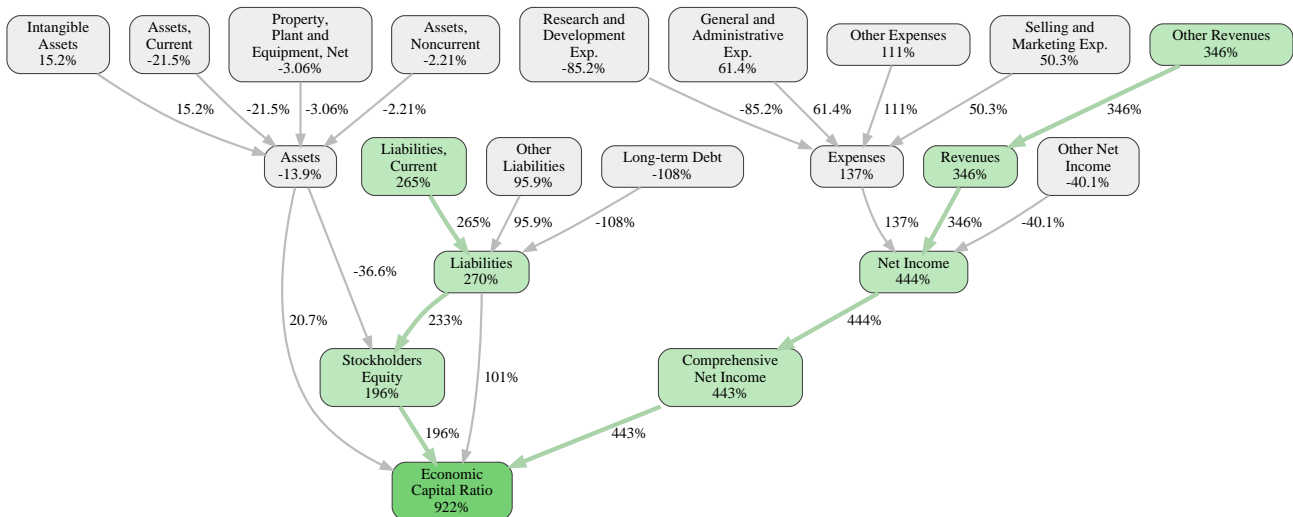 Intangible
Assets
15.2%
Assets,
Current
-21.5%
Property,
Plant and
Equipment, Net
-3.06%
Assets,
Noncurrent
-2.21%
Research and
Development
Exp.
-85.2%
General and
Administrative
Exp.
61.4%
Other Expenses
111%
Selling and
Marketing Exp.
50.3%
Other Revenues
346%
15.2%
-21.5%
-3.06%
-2.21%
-85.2%
61.4%
111%
50.3%
346%
Assets
-13.9%
Liabilities,
Current
265%
Other
Liabilities
95.9%
Long-term Debt
-108%
Expenses
137%
Revenues
346%
Other Net
Income
-40.1%
265%
95.9%
-108%
137%
346%
-40.1%
Liabilities
270%
Net Income
444%
-36.6%
20.7%
233%
444%
Stockholders
Equity
196%
101%
Comprehensive
Net Income
443%
196%
443%
Economic
Capital Ratio
922%